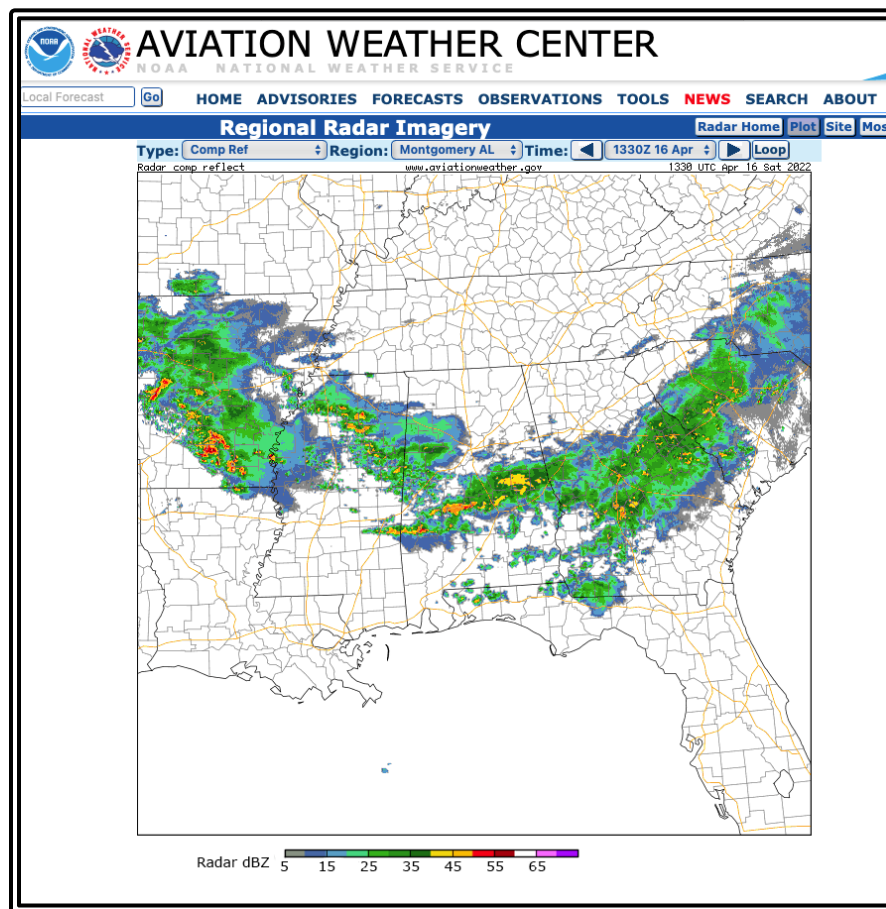 AVIATION WEATHER CENTER
NOAA NATIONAL WEATHER SERVICE
Local Forecast Go HOME ADVISORIES FORECASTS OBSERVATIONS TOOLS NEWS SEARCH ABOUT
Regional Radar Imagery Radar Home Plot Site Mos
Type: Comp Ref Region: Montgomery AL Time: 1330Z 16 Apr Loop
Radar comp reflect www.aviationweather.gov 1330 UTC Apr 16 Sat 2022
Radar dBZ 5 15 25 35 45 55 65